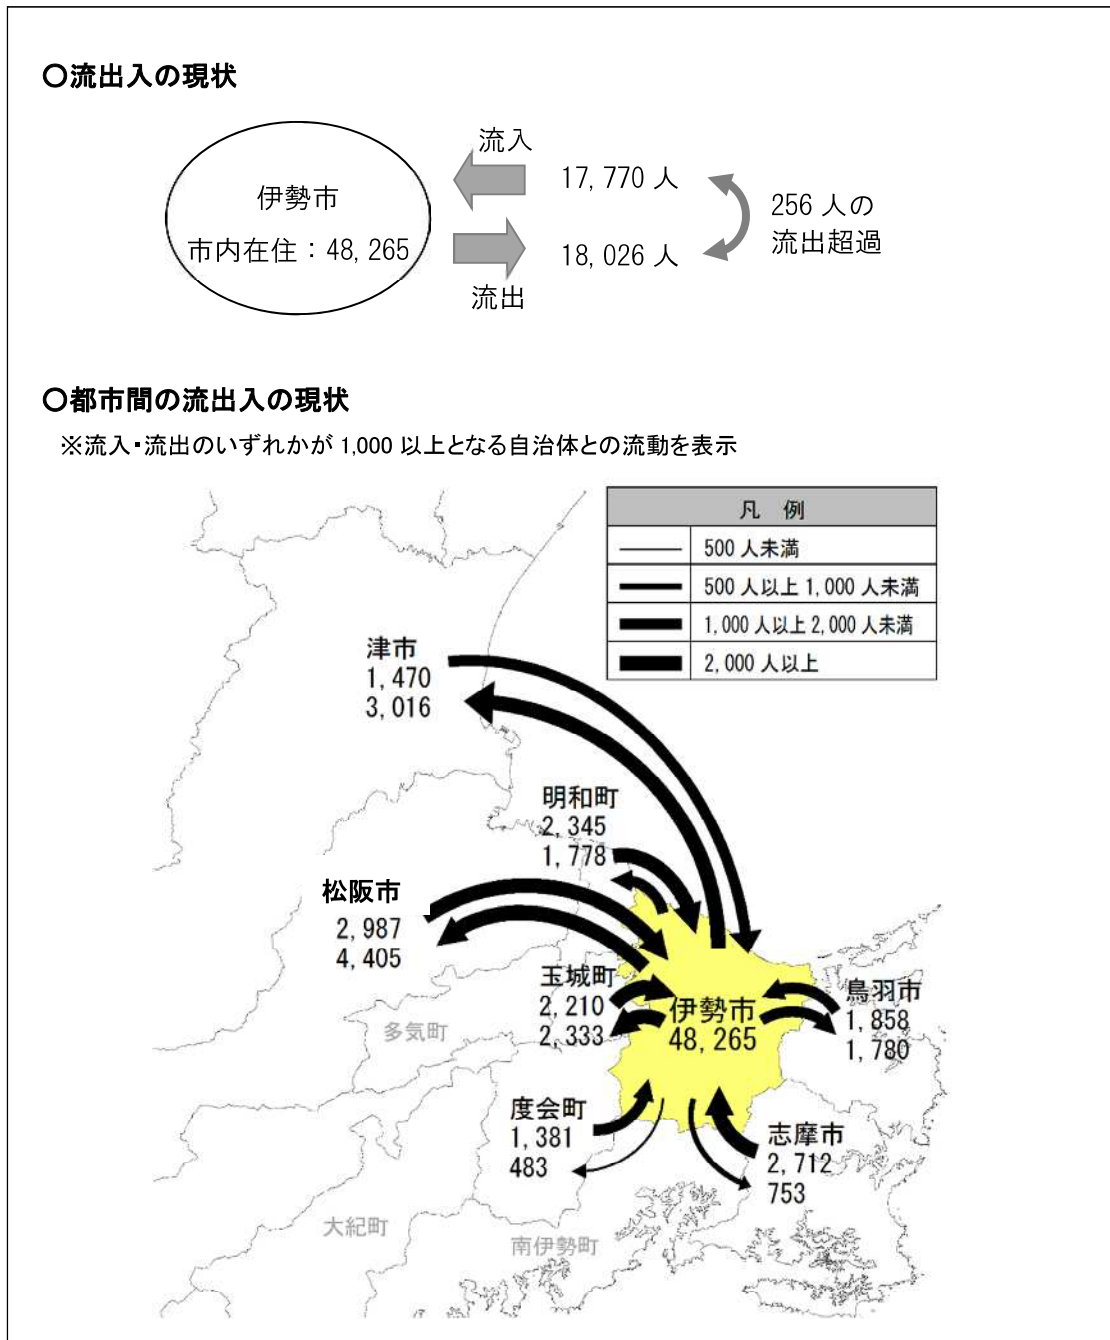 〇流出入の現状
流入
伊勢市
17,770 人
256 人の
流出超過
市内在住:48,265
18,026 人
流出
〇都市間の流出入の現状
※流入・流出のいずれかが 1,000 以上となる自治体との流動を表示
凡 例
500 人未満
500 人以上 1,000 人未満
1,000 人以上 2,000 人未満
2,000 人以上
津市
1,470
3,016
明和町
2,345
1,778
松阪市
2,987
4,405
玉城町
2,210
2,333
多気町
伊勢市
48,265
鳥羽市
1,858
1,780
度会町
1,381
483
志摩市
2,712
753
大紀町
南伊勢町